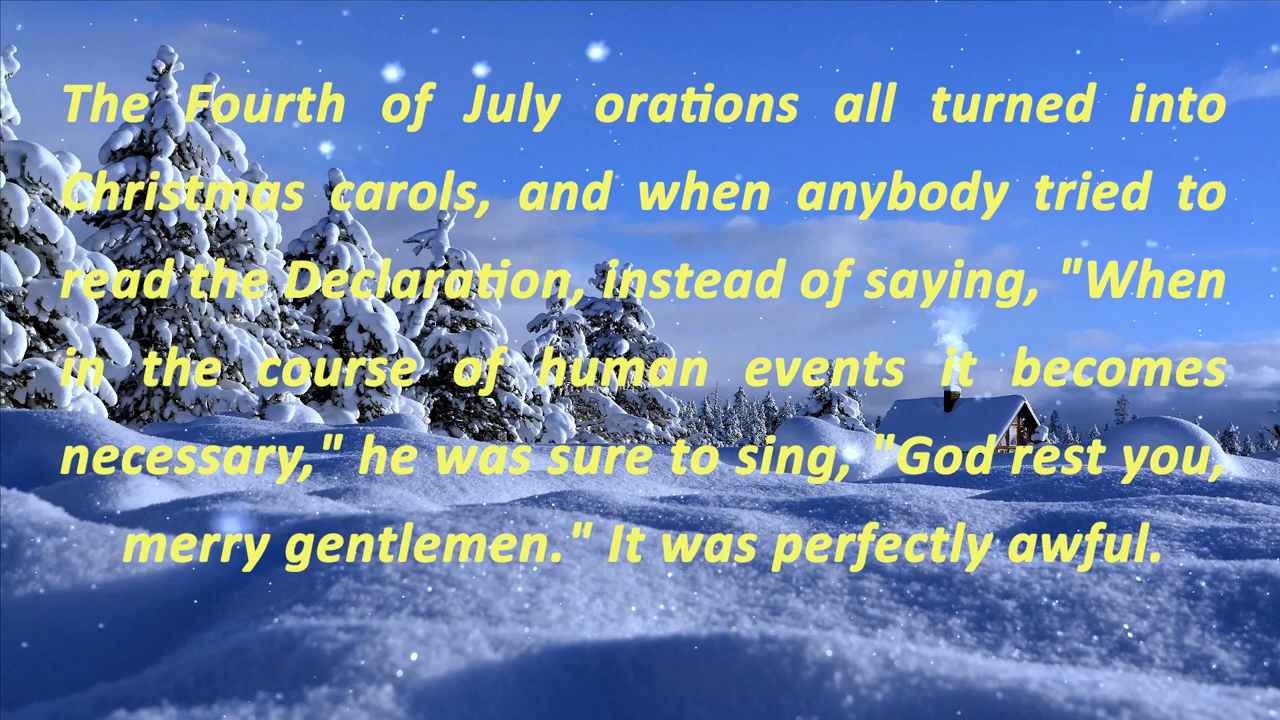 The Fourth of July orations all turned into
Christmas carols, and when anybody tried to
read the Declaration, instead of saying, "When
in the course of human events it becomes
necessary," he was sure to sing, "God rest you,
merry gentlemen." It was perfectly awful.